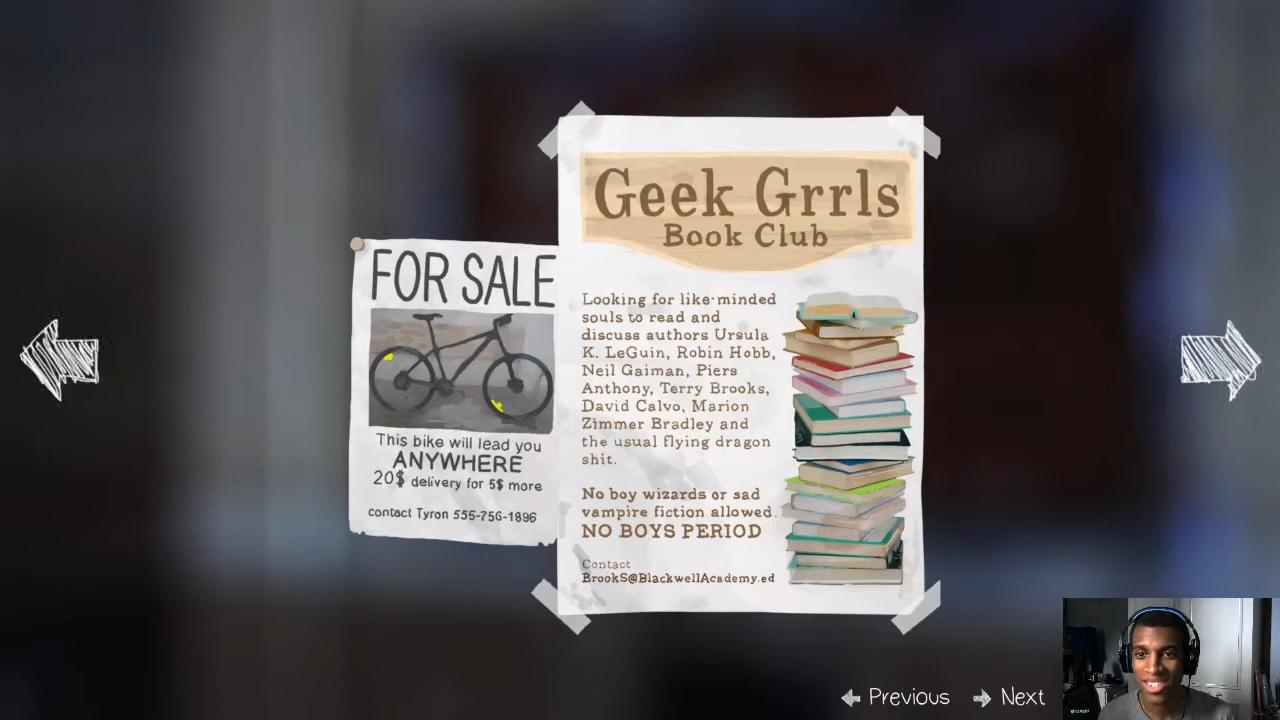 FOR SALE
This bike will lead you
ANYWHERE
20$ delivery for 5$ more
contact Tyron 555-756-1896
Geek Grrls
Book Club
Looking for like-minded
souls to read and
discuss authors Ursula
K. LeGuin, Robin Hobb,
Neil Gaiman, Piers
Anthony, Terry Brooks,
David Calvo, Marion
Zimmer Bradley and
the usual flying dragon
shit.
No boy wizards or sad
vampire fiction allowed.
NO BOYS PERIOD
Contact
BrookS@BlackwellAcademy.ed
Previous
Next